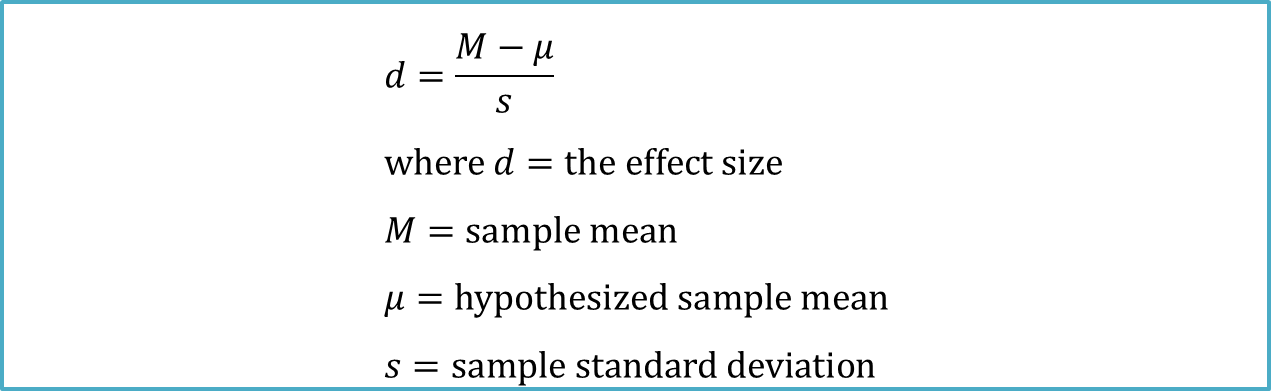 d = (M − μ) / s
where d = the effect size
M = sample mean
μ = hypothesized sample mean
s = sample standard deviation